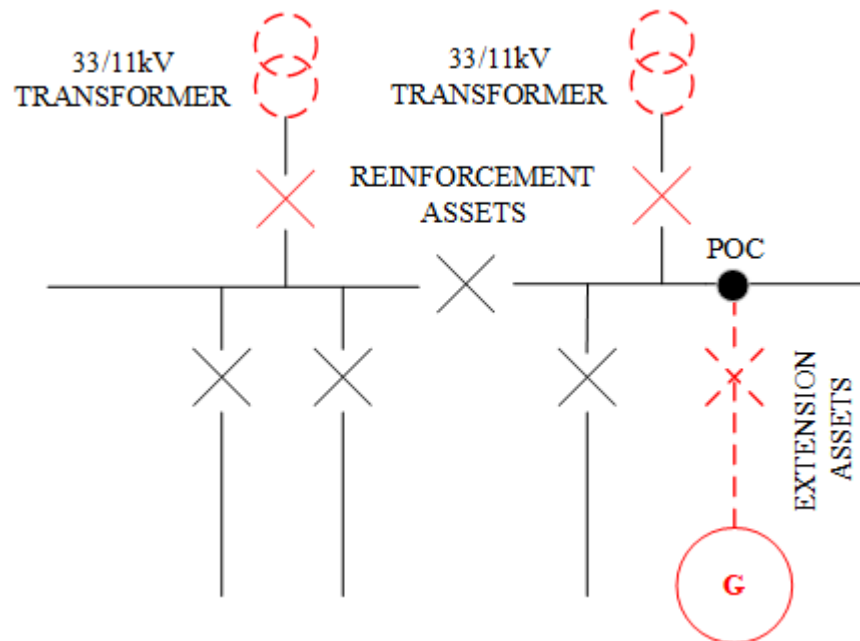 33/11kV
TRANSFORMER
33/11kV
TRANSFORMER
REINFORCEMENT
ASSETS
POC
EXTENSION
ASSETS
G